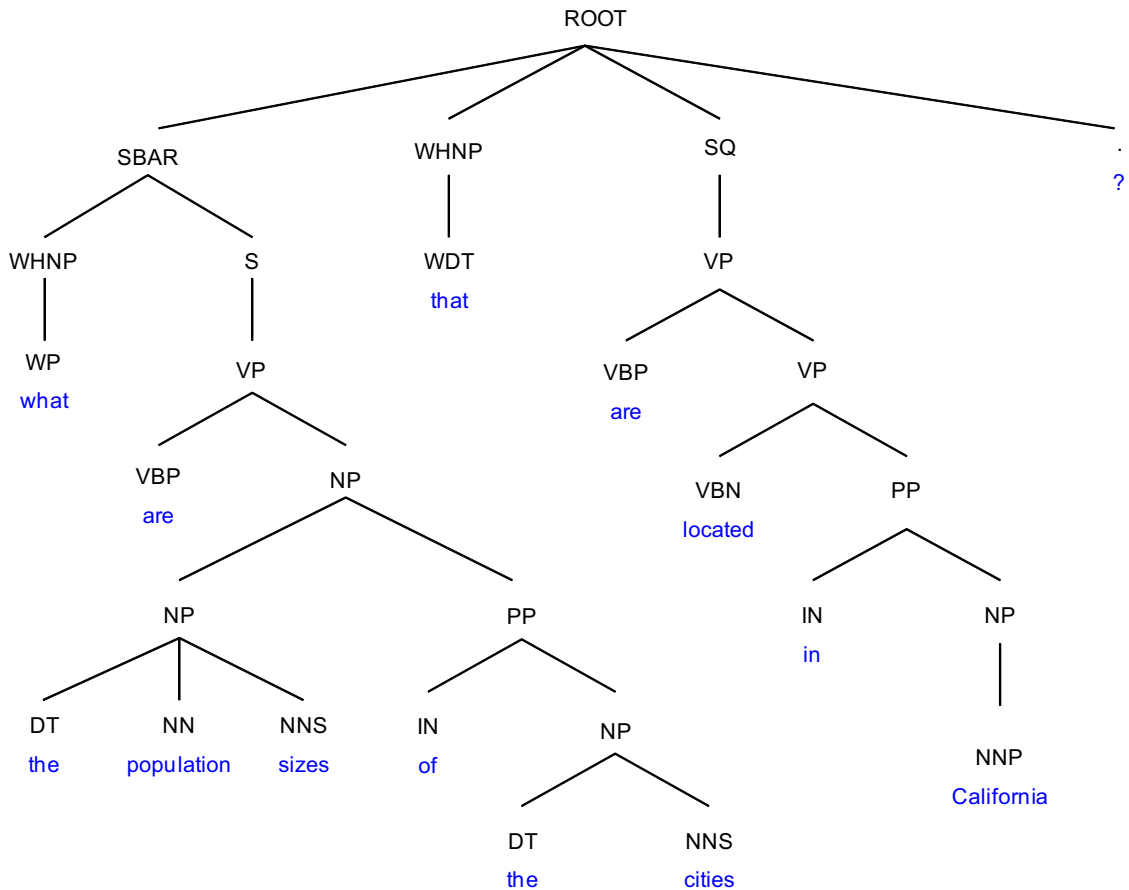 ROOT
SBAR WHNP SQ .
?
WHNP S WDT VP
that
WP VP VBP VP
what are
VBP NP VBN PP
are located
NP PP IN NP
in
DT NN NNS IN NP NNP
the population sizes of California
DT NNS
the cities